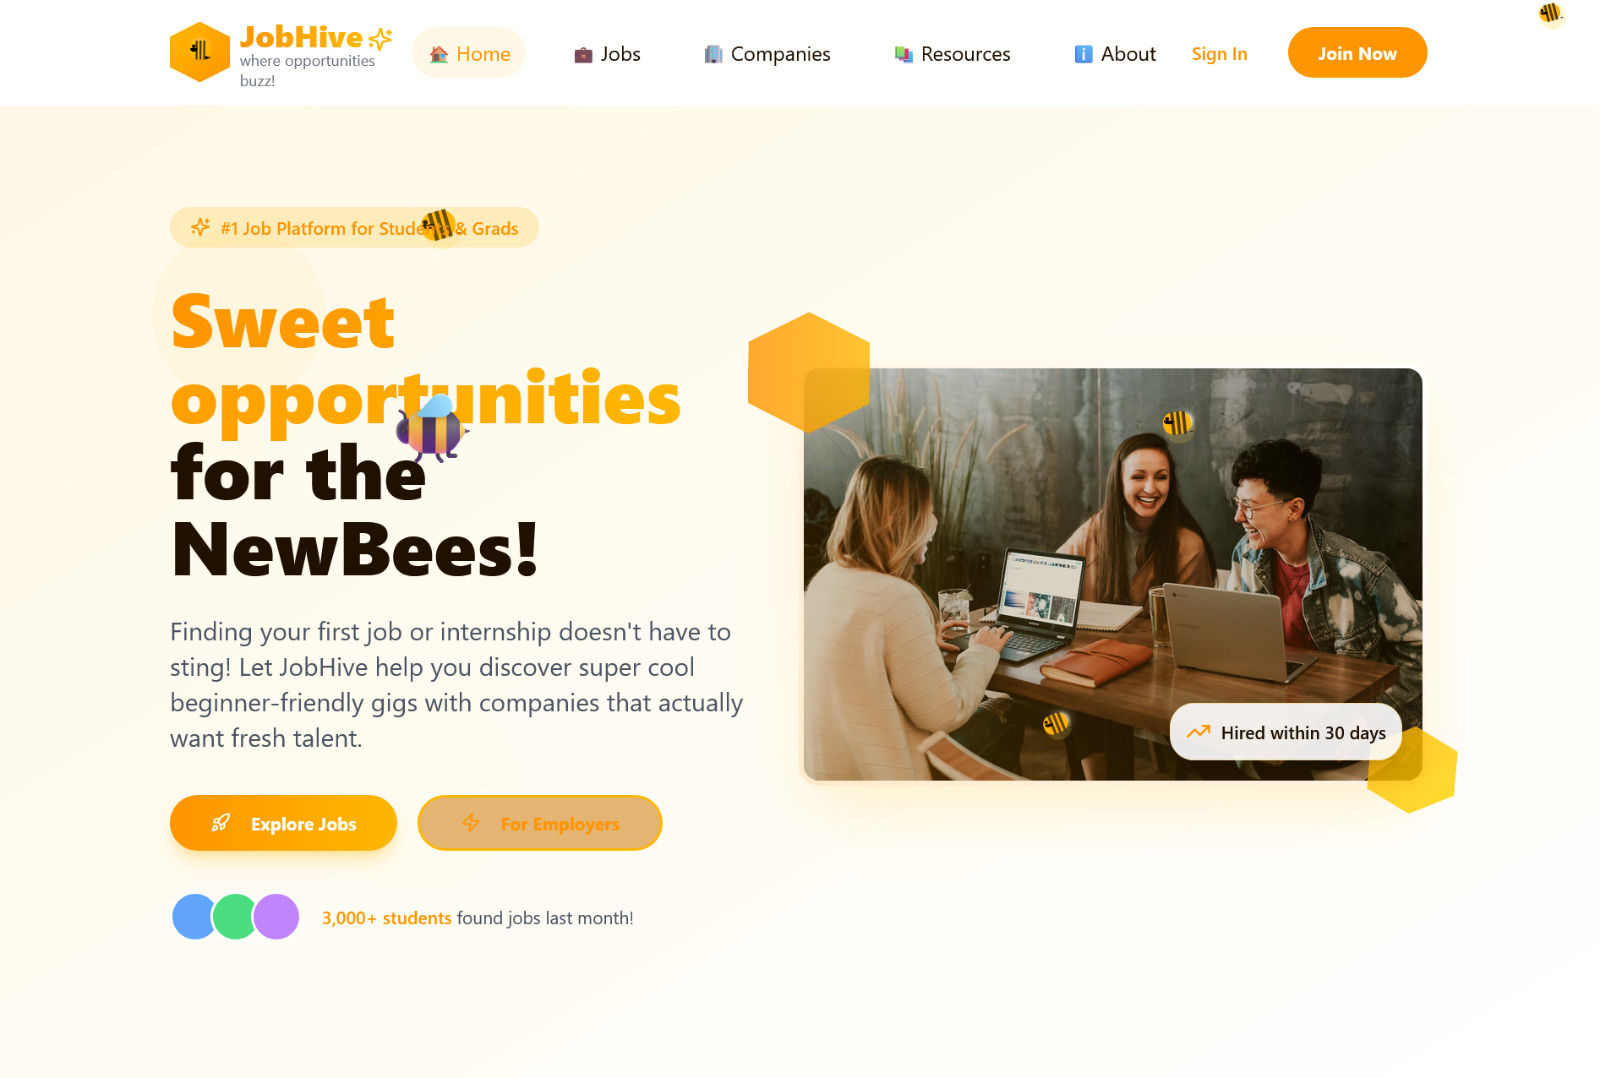 JobHive
where opportunities
buzz!
Home
Jobs
Companies
Resources
About
Sign In
Join Now
#1 Job Platform for Students & Grads
Sweet
opportunities
for the
NewBees!
Finding your first job or internship doesn't have to
sting! Let JobHive help you discover super cool
beginner-friendly gigs with companies that actually
want fresh talent.
Explore Jobs
For Employers
3,000+ students found jobs last month!
Hired within 30 days